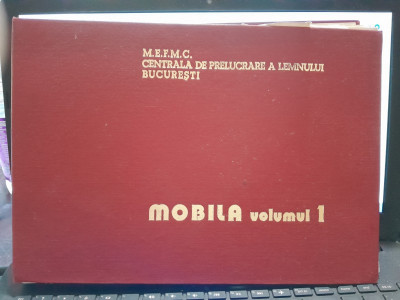 M.E.F.M.C.
CENTRALA DE PRELUCRARE A LEMNULUI
BUCUREȘTI
MOBILA volumul 1